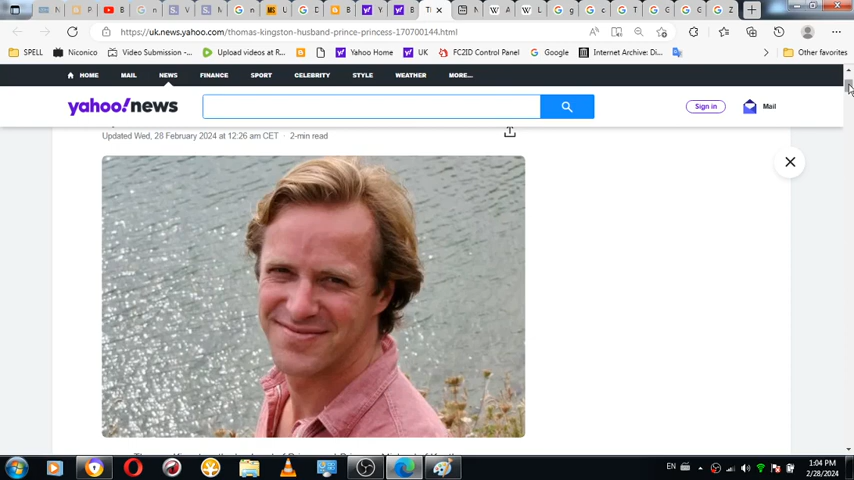 https://uk.news.yahoo.com/thomas-kingston-husband-prince-princess-170700144.html
SPELL Niconico Video Submission -... Upload videos at R... Blogger Yahoo Home UK FC2ID Control Panel Google Internet Archive: Di... Other favorites
HOME MAIL NEWS FINANCE SPORT CELEBRITY STYLE WEATHER MORE...
yahoo!news
Sign in Mail
Updated Wed, 28 February 2024 at 12:26 am CET · 2-min read
EN
1:04 PM
2/28/2024